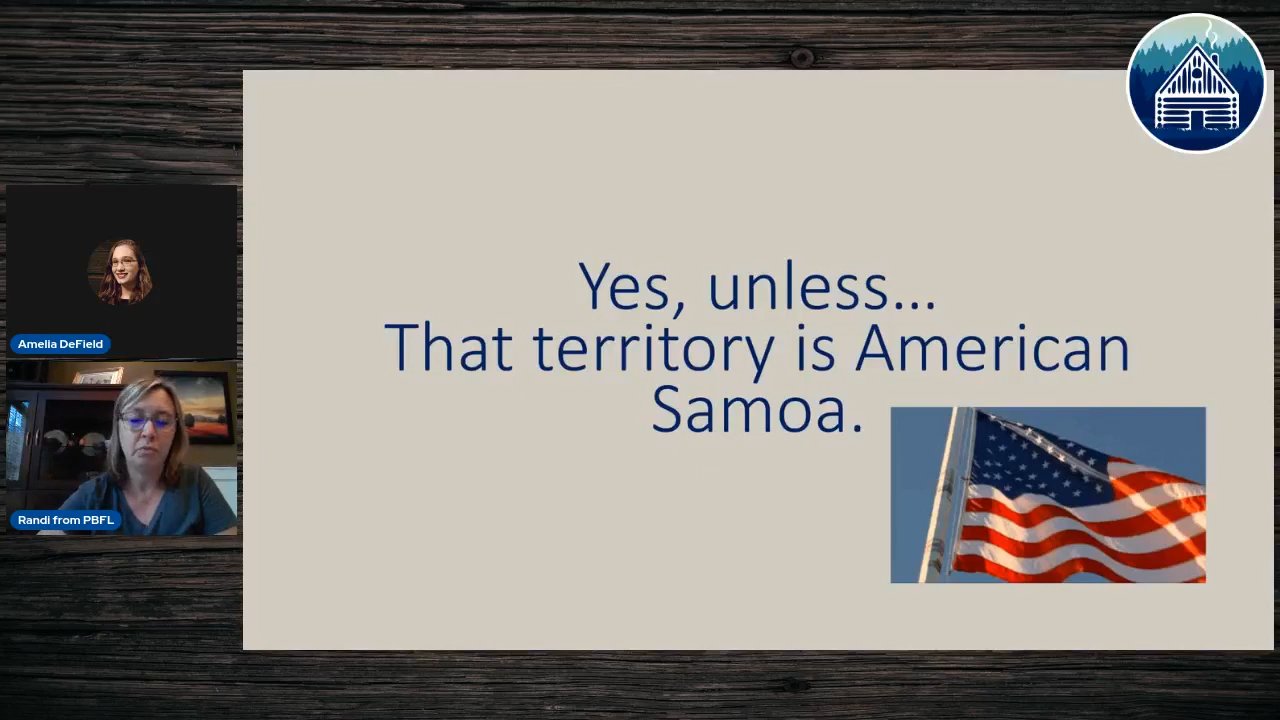 Yes, unless...
That territory is American
Samoa.
Amelia DeField
Randi from PBFL